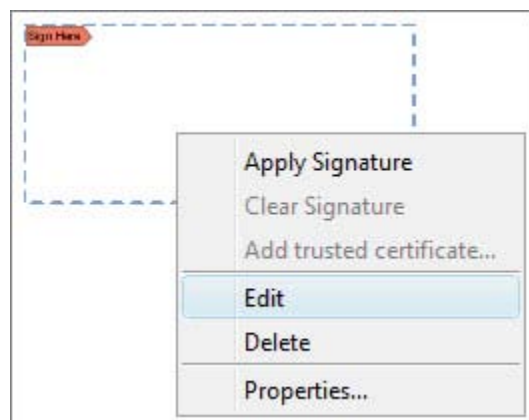 Sign Here
Apply Signature
Clear Signature
Add trusted certificate...
Edit
Delete
Properties...